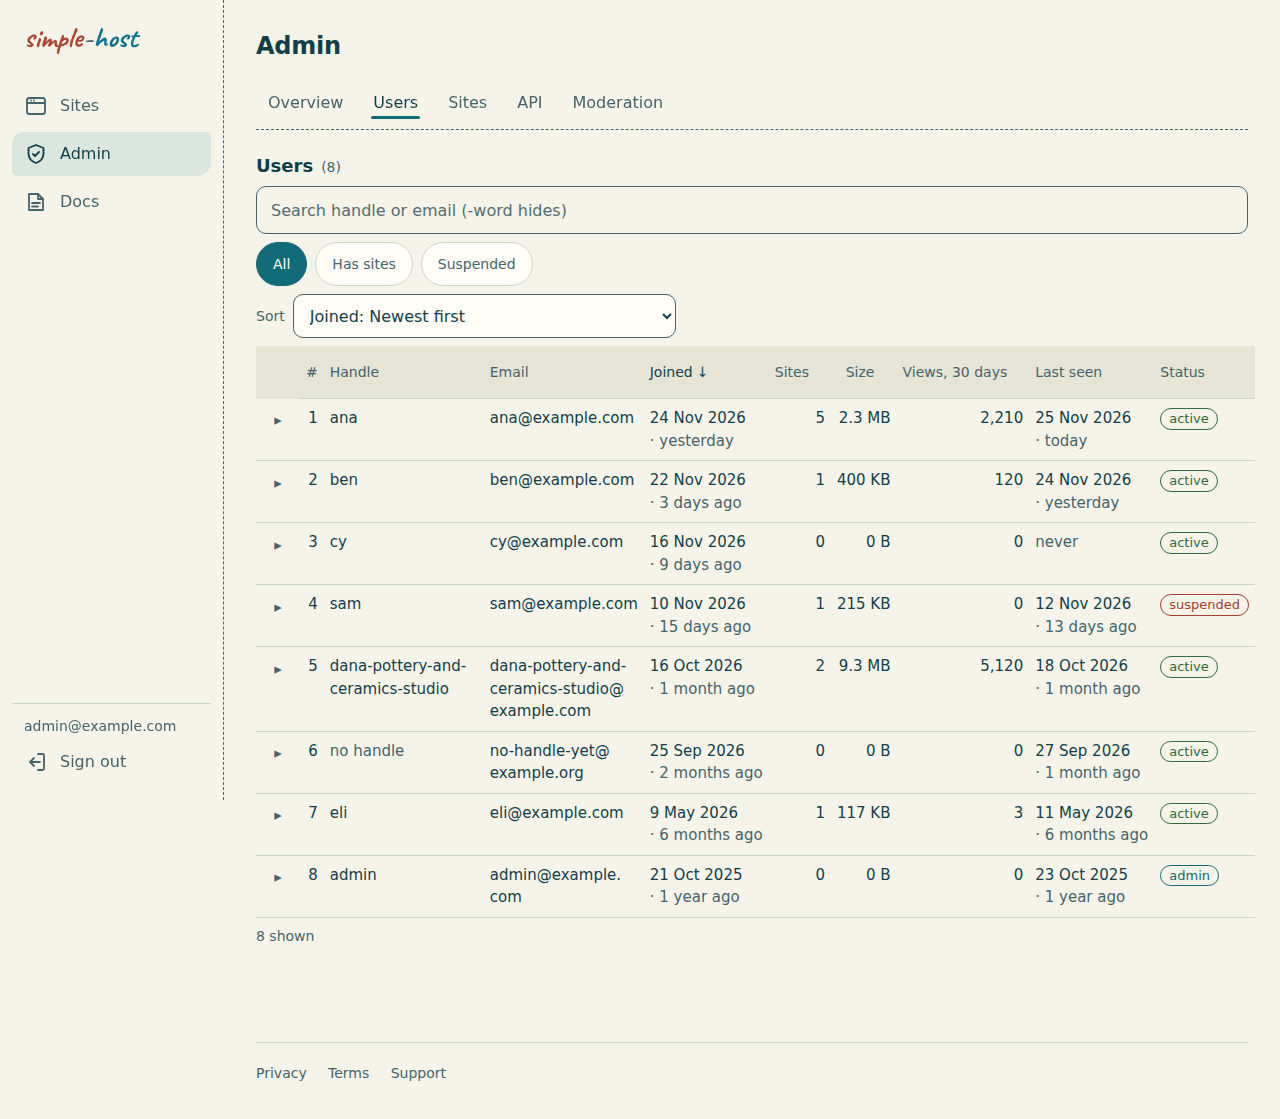 simple-host
Sites
Admin
Docs
admin@example.com
Sign out
Admin
Overview Users Sites API Moderation
Users (8)
Search handle or email (-word hides)
All Has sites Suspended
Sort Joined: Newest first
# Handle Email Joined ↓ Sites Size Views, 30 days Last seen Status
▸ 1 ana ana@example.com 24 Nov 2026 5 2.3 MB 2,210 25 Nov 2026 active
· yesterday · today
▸ 2 ben ben@example.com 22 Nov 2026 1 400 KB 120 24 Nov 2026 active
· 3 days ago · yesterday
▸ 3 cy cy@example.com 16 Nov 2026 0 0 B 0 never active
· 9 days ago
▸ 4 sam sam@example.com 10 Nov 2026 1 215 KB 0 12 Nov 2026 suspended
· 15 days ago · 13 days ago
▸ 5 dana-pottery-and- dana-pottery-and- 16 Oct 2026 2 9.3 MB 5,120 18 Oct 2026 active
ceramics-studio ceramics-studio@ · 1 month ago · 1 month ago
example.com
▸ 6 no handle no-handle-yet@ 25 Sep 2026 0 0 B 0 27 Sep 2026 active
example.org · 2 months ago · 1 month ago
▸ 7 eli eli@example.com 9 May 2026 1 117 KB 3 11 May 2026 active
· 6 months ago · 6 months ago
▸ 8 admin admin@example. 21 Oct 2025 0 0 B 0 23 Oct 2025 admin
com · 1 year ago · 1 year ago
8 shown
Privacy Terms Support